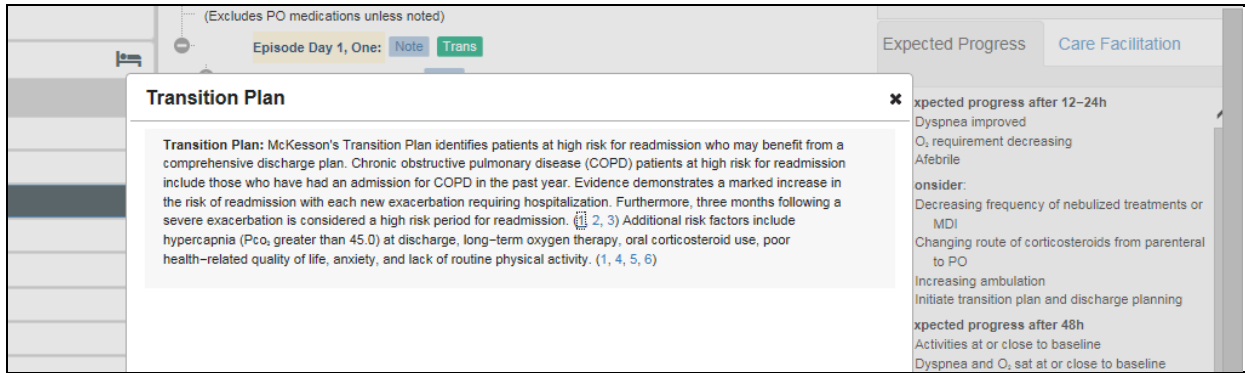 (Excludes PO medications unless noted)
Episode Day 1, One: Note Trans
Expected Progress Care Facilitation
Transition Plan
Transition Plan: McKesson's Transition Plan identifies patients at high risk for readmission who may benefit from a
comprehensive discharge plan. Chronic obstructive pulmonary disease (COPD) patients at high risk for readmission
include those who have had an admission for COPD in the past year. Evidence demonstrates a marked increase in
the risk of readmission with each new exacerbation requiring hospitalization. Furthermore, three months following a
severe exacerbation is considered a high risk period for readmission. (1, 2, 3) Additional risk factors include
hypercapnia (Pco₂ greater than 45.0) at discharge, long−term oxygen therapy, oral corticosteroid use, poor
health−related quality of life, anxiety, and lack of routine physical activity. (1, 4, 5, 6)
xpected progress after 12−24h
Dyspnea improved
O₂ requirement decreasing
Afebrile
onsider:
Decreasing frequency of nebulized treatments or
MDI
Changing route of corticosteroids from parenteral
to PO
Increasing ambulation
Initiate transition plan and discharge planning
xpected progress after 48h
Activities at or close to baseline
Dyspnea and O₂ sat at or close to baseline